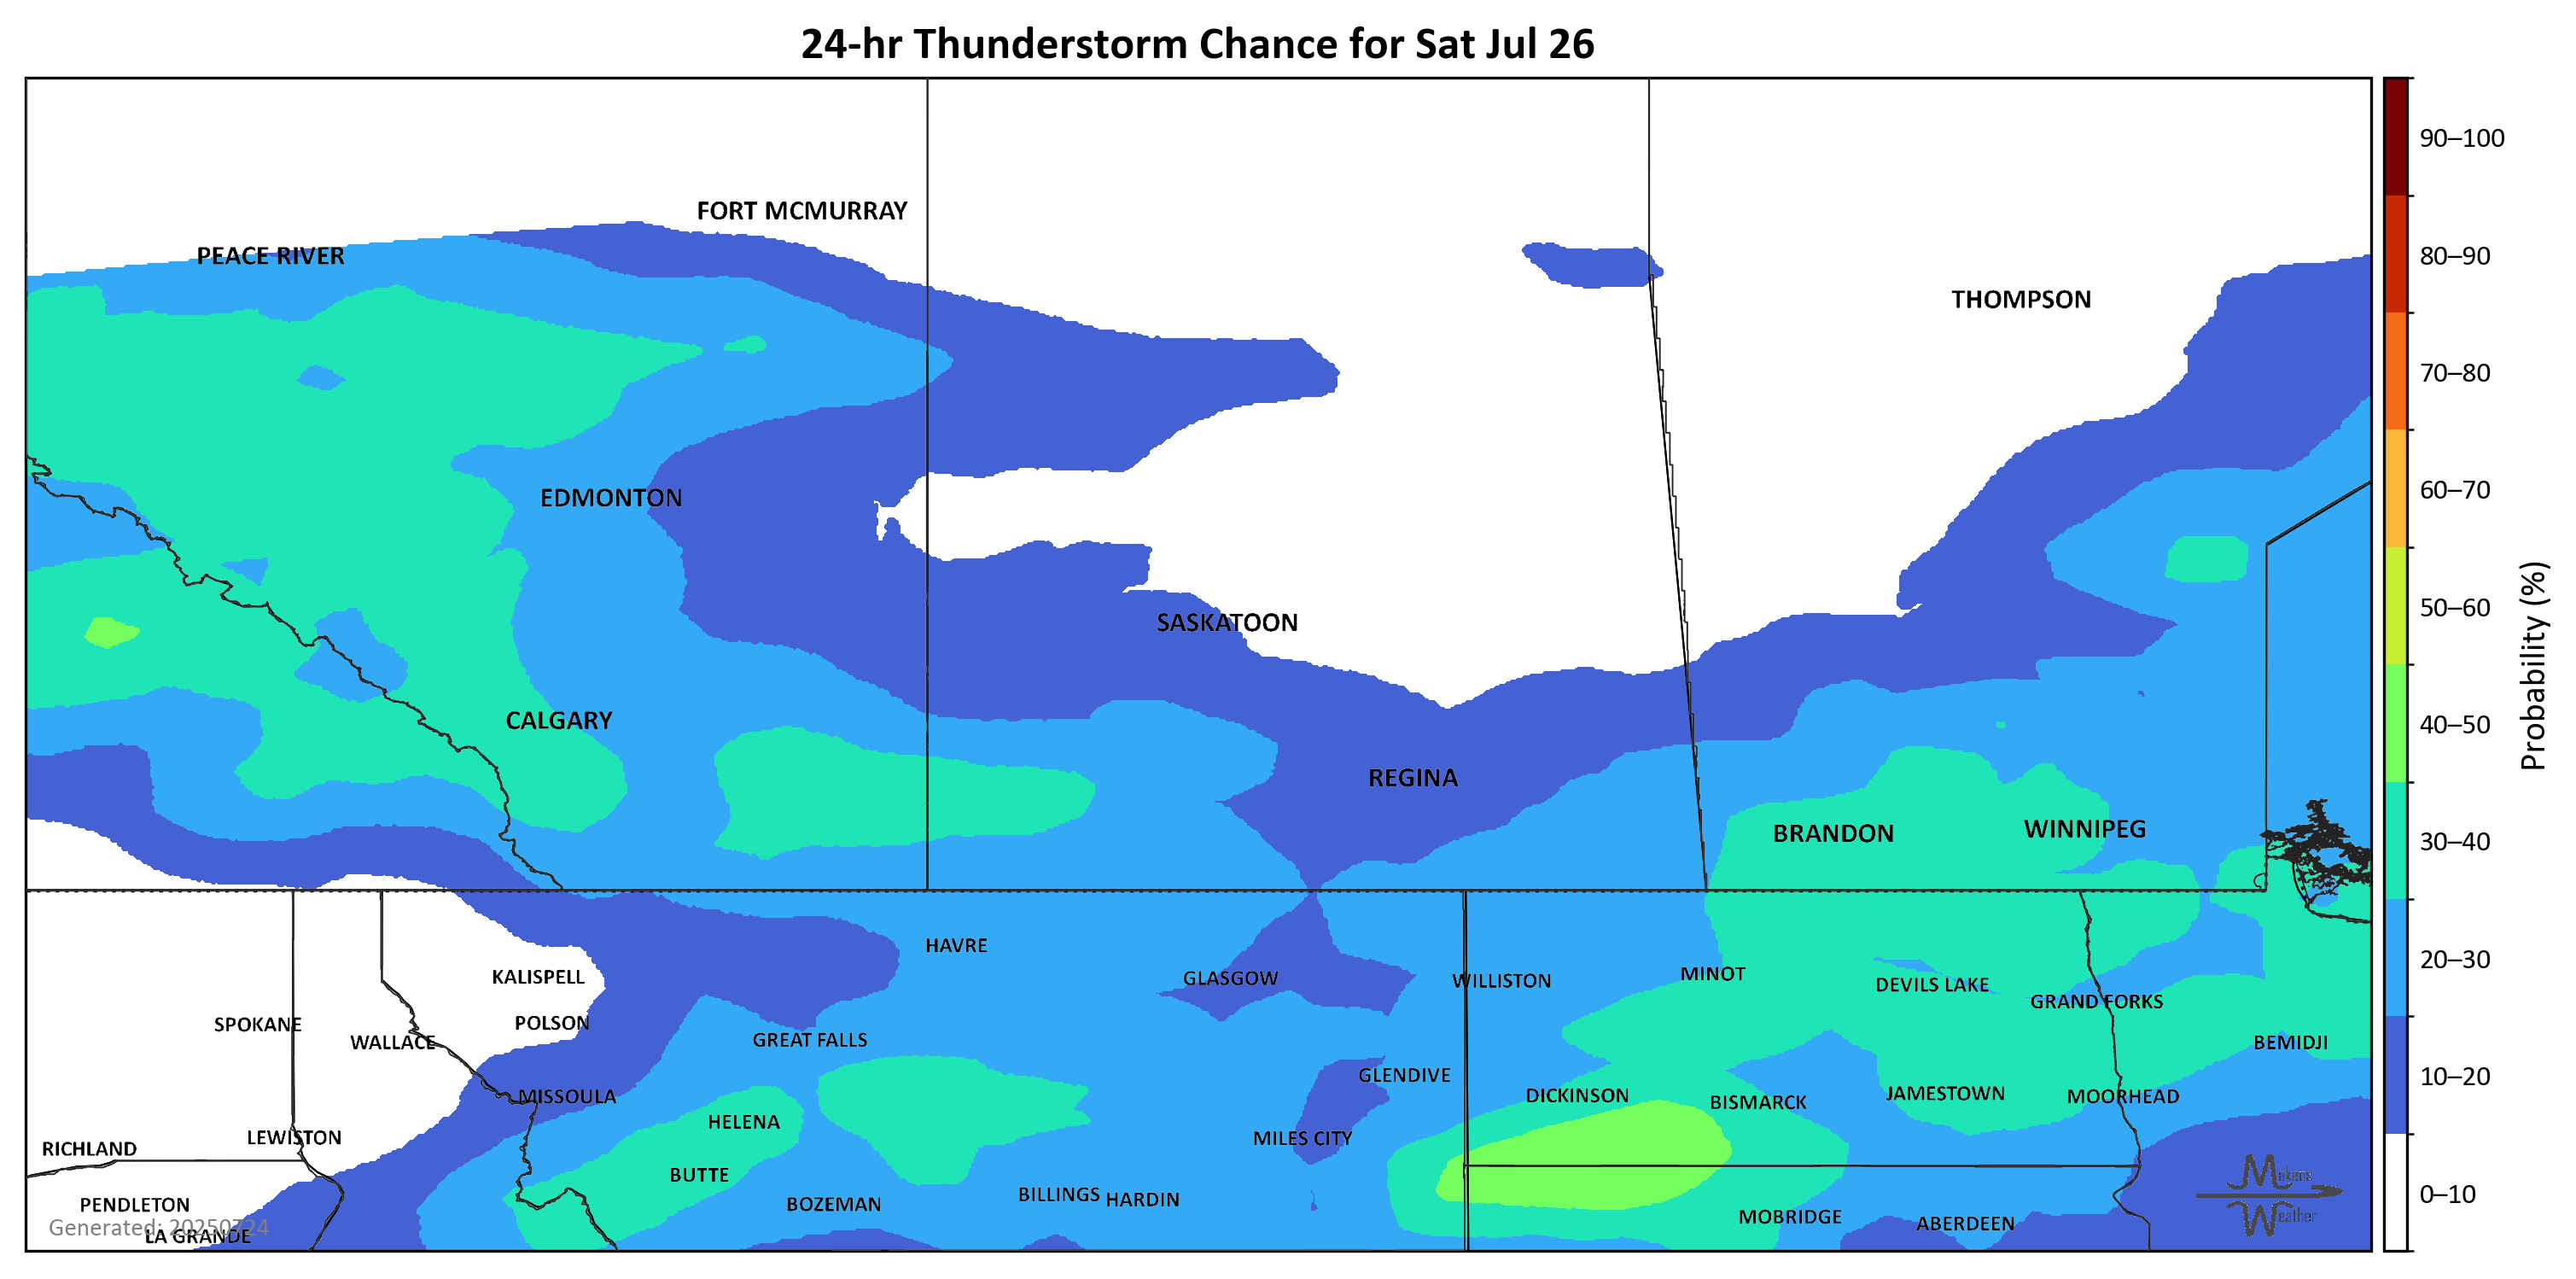 24-hr Thunderstorm Chance for Sat Jul 26
FORT MCMURRAY
PEACE RIVER
THOMPSON
EDMONTON
SASKATOON
CALGARY
REGINA
BRANDON
WINNIPEG
HAVRE
KALISPELL
GLASGOW
WILLISTON
MINOT
DEVILS LAKE
GRAND FORKS
SPOKANE
POLSON
WALLACE
GREAT FALLS
BEMIDJI
GLENDIVE
MISSOULA
DICKINSON
BISMARCK
JAMESTOWN
MOORHEAD
HELENA
LEWISTON
MILES CITY
RICHLAND
BUTTE
PENDLETON
BOZEMAN
BILLINGS
HARDIN
MOBRIDGE
ABERDEEN
Generated: 20250724
LA GRANDE
Mekens
Weather
90–100
80–90
70–80
60–70
50–60
40–50
30–40
20–30
10–20
0–10
Probability (%)